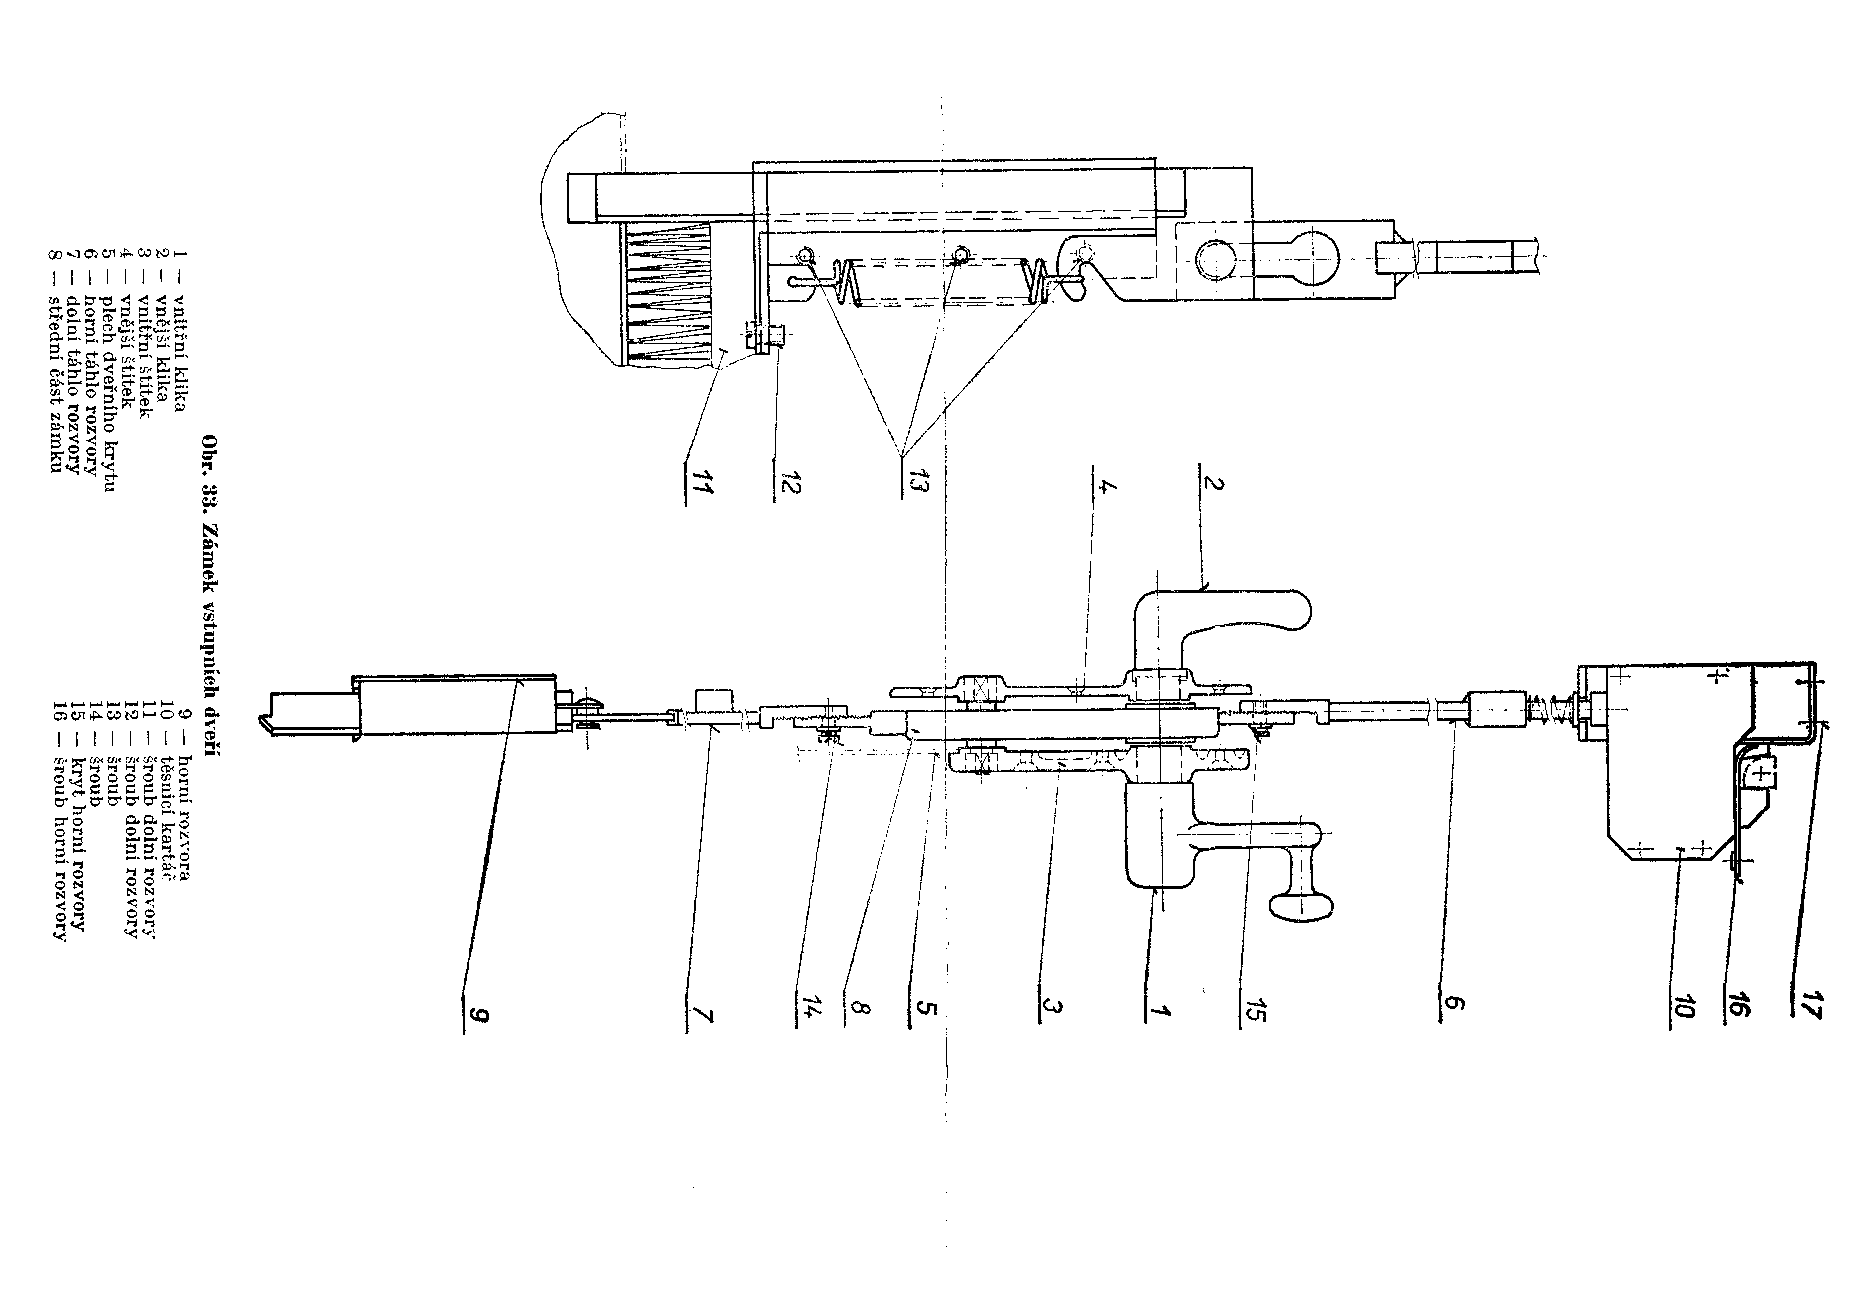 2
4
13
12
11
17
16
10
6
15
1
3
5
8
14
7
9
Obr. 33. Zámek vstupních dveří
1 — vnitřní klika
2 — vnější klika
3 — vnitřní štítek
4 — vnější štítek
5 — plech dveřního krytu
6 — horní táhlo rozvory
7 — dolní táhlo rozvory
8 — střední část zámku
9 — horní rozvora
10 — těsnicí kartáč
11 — šroub dolní rozvory
12 — šroub dolní rozvory
13 — šroub
14 — šroub
15 — kryt horní rozvory
16 — šroub horní rozvory